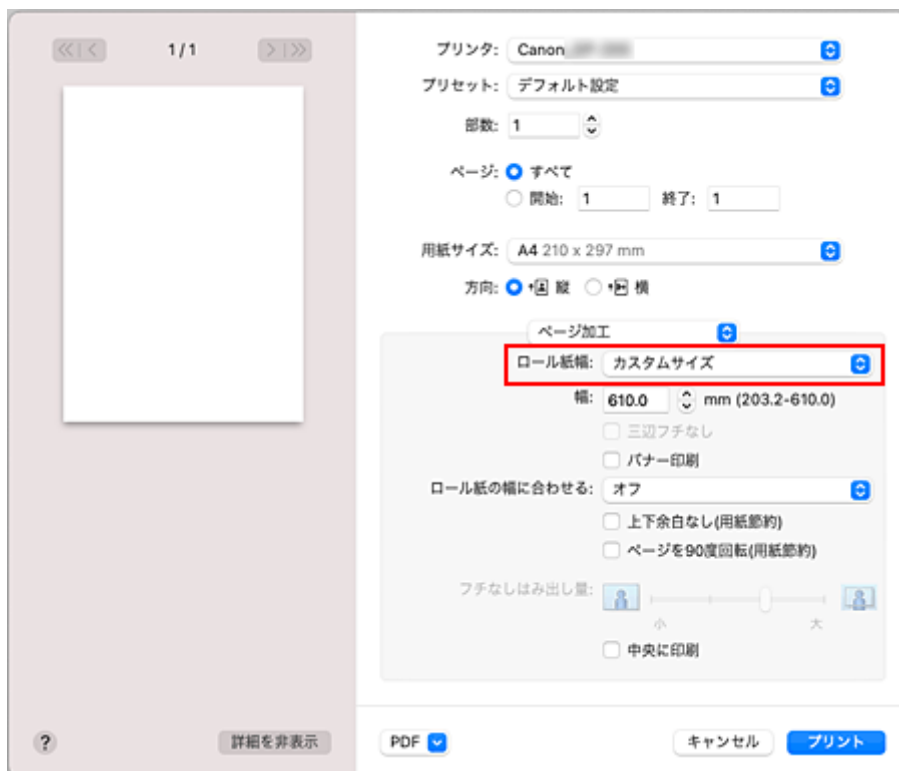 1 / 1
プリンタ: Canon
プリセット: デフォルト設定
部数: 1
ページ: すべて
開始: 1 終了: 1
用紙サイズ: A4 210 x 297 mm
方向: 縦 横
ページ加工
ロール紙幅: カスタムサイズ
幅: 610.0 mm (203.2-610.0)
三辺フチなし
バナー印刷
ロール紙の幅に合わせる: オフ
上下余白なし(用紙節約)
ページを90度回転(用紙節約)
フチなしはみ出し量:
小 大
中央に印刷
? 詳細を非表示 PDF キャンセル プリント